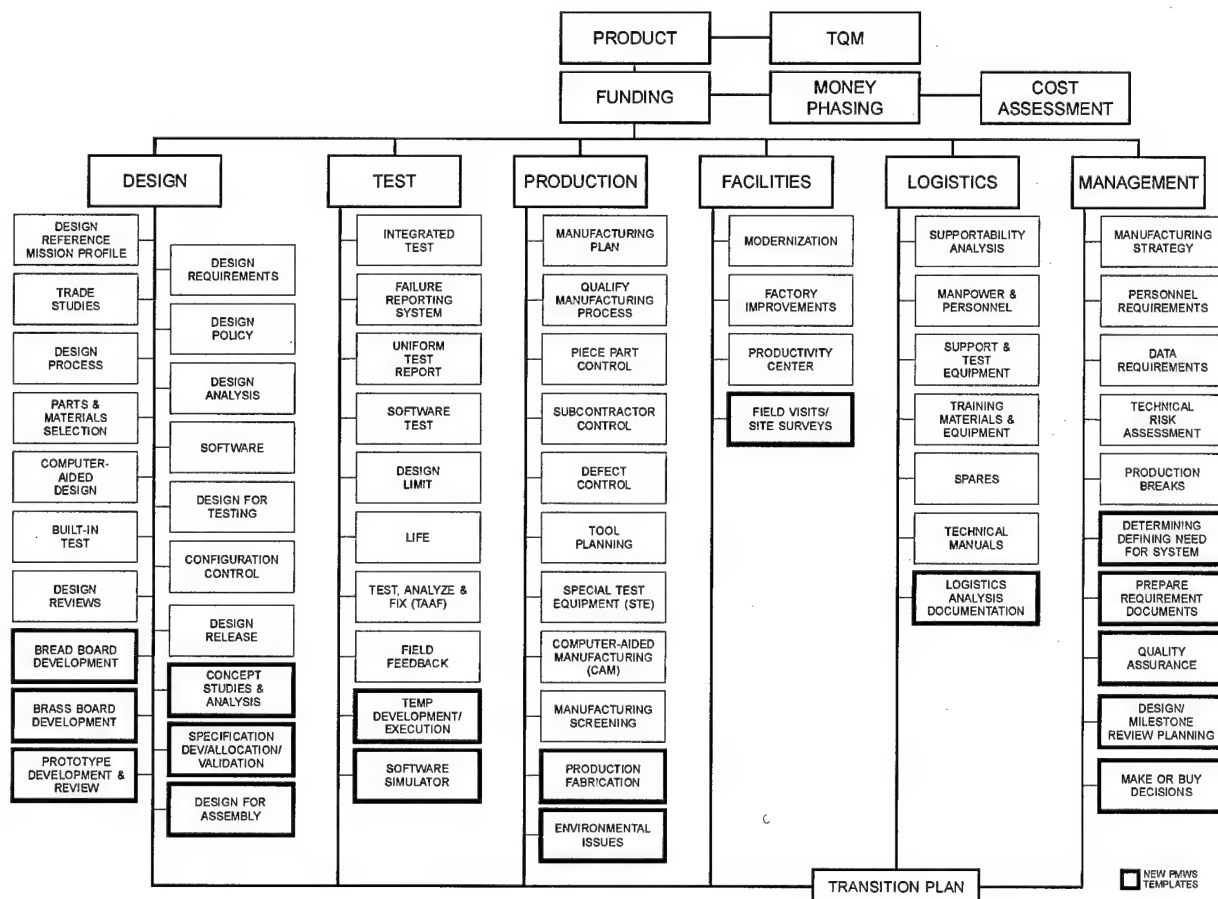 PRODUCT
TQM
FUNDING
MONEY
PHASING
COST
ASSESSMENT
DESIGN
TEST
PRODUCTION
FACILITIES
LOGISTICS
MANAGEMENT
DESIGN
REFERENCE
MISSION PROFILE
TRADE
STUDIES
DESIGN
PROCESS
PARTS &
MATERIALS
SELECTION
COMPUTER-
AIDED
DESIGN
BUILT-IN
TEST
DESIGN
REVIEWS
BREAD BOARD
DEVELOPMENT
BRASS BOARD
DEVELOPMENT
PROTOTYPE
DEVELOPMENT &
REVIEW
DESIGN
REQUIREMENTS
DESIGN
POLICY
DESIGN
ANALYSIS
SOFTWARE
DESIGN FOR
TESTING
CONFIGURATION
CONTROL
DESIGN
RELEASE
CONCEPT
STUDIES &
ANALYSIS
SPECIFICATION
DEV/ALLOCATION/
VALIDATION
DESIGN FOR
ASSEMBLY
INTEGRATED
TEST
FAILURE
REPORTING
SYSTEM
UNIFORM
TEST
REPORT
SOFTWARE
TEST
DESIGN
LIMIT
LIFE
TEST, ANALYZE &
FIX (TAAF)
FIELD
FEEDBACK
TEMP
DEVELOPMENT/
EXECUTION
SOFTWARE
SIMULATOR
MANUFACTURING
PLAN
QUALIFY
MANUFACTURING
PROCESS
PIECE PART
CONTROL
SUBCONTRACTOR
CONTROL
DEFECT
CONTROL
TOOL
PLANNING
SPECIAL TEST
EQUIPMENT (STE)
COMPUTER-AIDED
MANUFACTURING
(CAM)
MANUFACTURING
SCREENING
PRODUCTION
FABRICATION
ENVIRONMENTAL
ISSUES
MODERNIZATION
FACTORY
IMPROVEMENTS
PRODUCTIVITY
CENTER
FIELD VISITS/
SITE SURVEYS
SUPPORTABILITY
ANALYSIS
MANPOWER &
PERSONNEL
SUPPORT &
TEST
EQUIPMENT
TRAINING
MATERIALS &
EQUIPMENT
SPARES
TECHNICAL
MANUALS
LOGISTICS
ANALYSIS
DOCUMENTATION
MANUFACTURING
STRATEGY
PERSONNEL
REQUIREMENTS
DATA
REQUIREMENTS
TECHNICAL
RISK
ASSESSMENT
PRODUCTION
BREAKS
DETERMINING
DEFINING NEED
FOR SYSTEM
PREPARE
REQUIREMENT
DOCUMENTS
QUALITY
ASSURANCE
DESIGN/
MILESTONE
REVIEW PLANNING
MAKE OR BUY
DECISIONS
TRANSITION PLAN
NEW PMWS
TEMPLATES